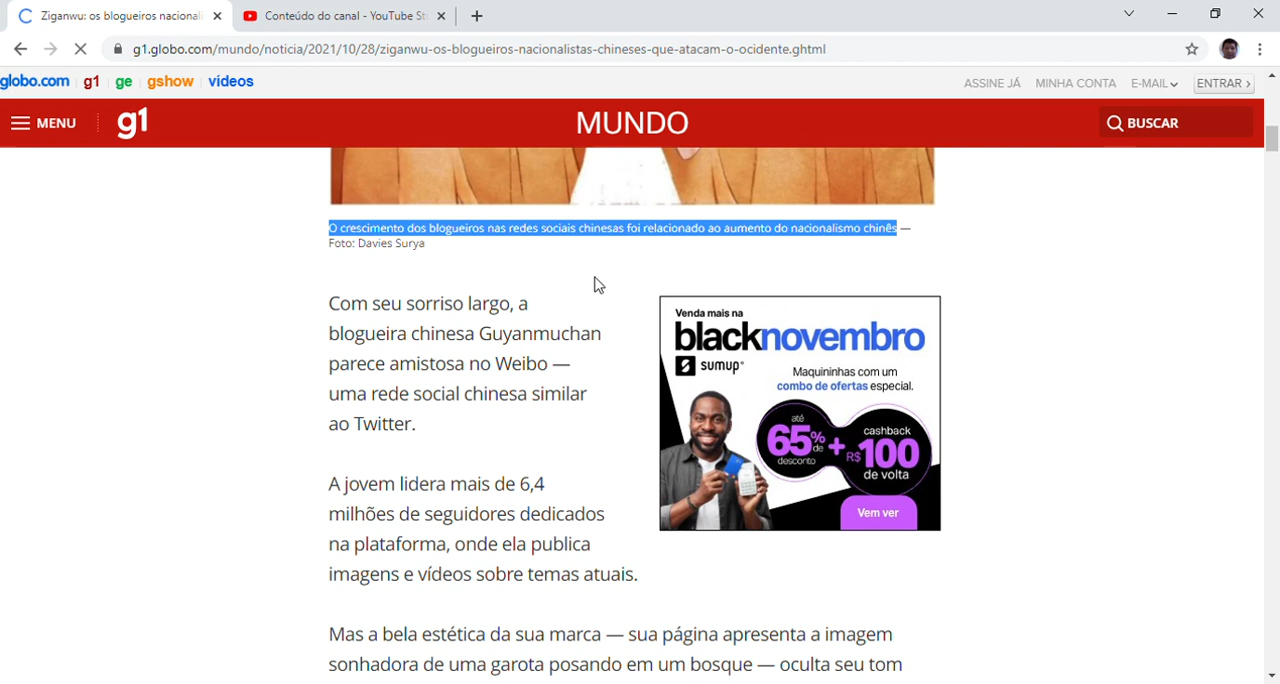 Ziganwu: os blogueiros nacionali
Conteúdo do canal - YouTube St
g1.globo.com/mundo/noticia/2021/10/28/ziganwu-os-blogueiros-nacionalistas-chineses-que-atacam-o-ocidente.ghtml
globo.com g1 ge gshow vídeos
ASSINE JÁ MINHA CONTA E-MAIL ENTRAR ›
MENU g1 MUNDO BUSCAR
O crescimento dos blogueiros nas redes sociais chinesas foi relacionado ao aumento do nacionalismo chinês —
Foto: Davies Surya
Com seu sorriso largo, a
blogueira chinesa Guyanmuchan
parece amistosa no Weibo —
uma rede social chinesa similar
ao Twitter.
A jovem lidera mais de 6,4
milhões de seguidores dedicados
na plataforma, onde ela publica
imagens e vídeos sobre temas atuais.
Venda mais na
blacknovembro
sumup®
Maquininhas com um
combo de ofertas especial.
até
65% de
desconto
+
cashback
R$100
de volta
Vem ver
Mas a bela estética da sua marca — sua página apresenta a imagem
sonhadora de uma garota posando em um bosque — oculta seu tom